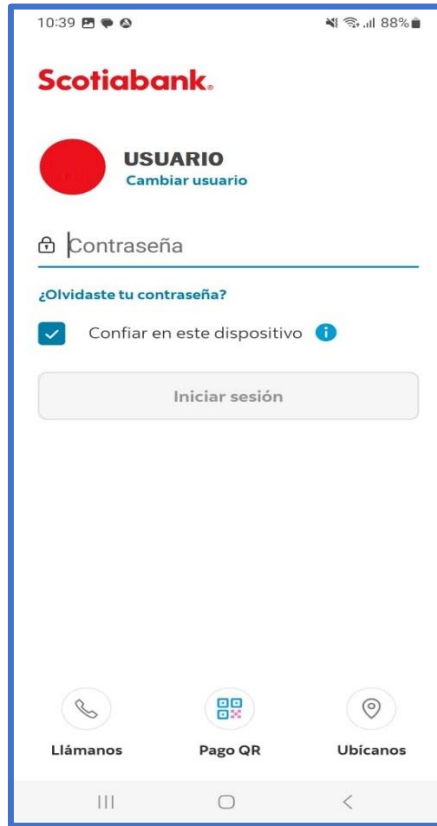 10:39 88%
Scotiabank®
USUARIO
Cambiar usuario
Contraseña
¿Olvidaste tu contraseña?
Confiar en este dispositivo
Iniciar sesión
Llámanos Pago QR Ubícanos